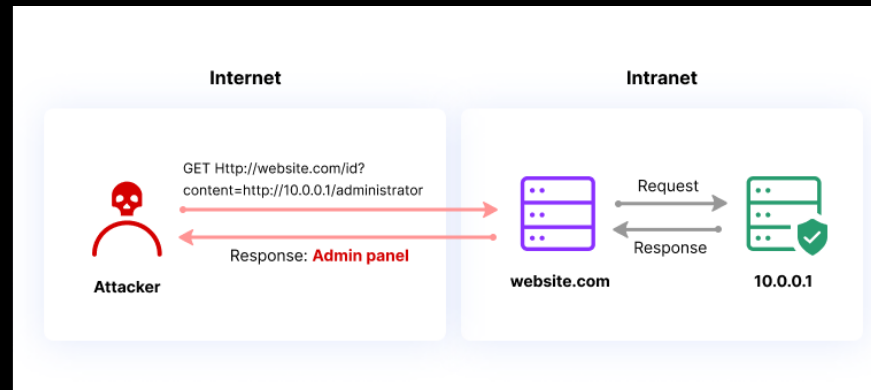 Internet
Intranet
GET Http://website.com/id?
content=http://10.0.0.1/administrator
Request
Response
Response: Admin panel
Attacker
website.com
10.0.0.1